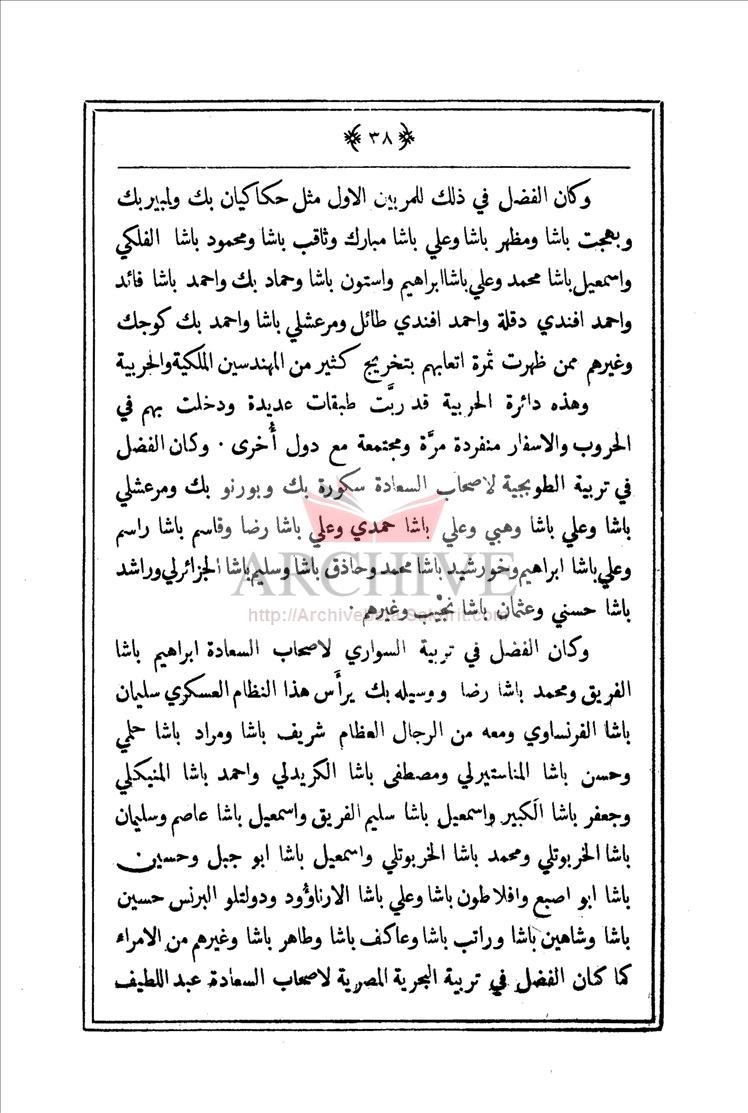 ﴿ ٣٨ ﴾
وكان الفضل في ذلك للمربين الاول مثل حككاكيان بك ولمبير بك
وبهجت باشا ومظهر باشا وعلي باشا مبارك وثاقب باشا ومحمود باشا الفلكي
واسمعيل باشا محمد وعلي باشا ابراهيم واستون باشا وحماد بك واحمد باشا فائد
واحمد افندي دقلة واحمد افندي طائل ومرعشلي باشا واحمد بك كوجك
وغيرهم ممن ظهرت ثمرة اتعابهم بتخريج كثير من المهندسين الملكية والحربية
وهذه دائرة الحربية قد ربَّت طبقات عديدة ودخلت بهم في
الحروب والاسفار منفردة مرَّة ومجتمعة مع دول أُخرى . وكان الفضل
في تربية الطوبجية لاصحاب السعادة سكورة بك وبورنو بك ومرعشلي
باشا وعلي باشا وهبي وعلي باشا حمدي وعلي باشا رضا وقاسم باشا راسم
وعلي باشا ابراهيم وخورشيد باشا محمد وحاذق باشا وسليم باشا الجزائرلي وراشد
ARCHIVE
باشا حسني وعثمان باشا نجيب وغيرهم .
http://Archivebeta.Sakhrit.com
وكان الفضل في تربية السواري لاصحاب السعادة ابراهيم باشا
الفريق ومحمد باشا رضا ووسيله بك يرأس هذا النظام العسكري سليمان
باشا الفرنساوي ومعه من الرجال العظام شريف باشا ومراد باشا حلمي
وحسن باشا المناستيرلي ومصطفى باشا الكريدلي واحمد باشا المنيكلي
وجعفر باشا الكبير واسمعيل باشا سليم الفريق واسمعيل باشا عاصم وسليمان
باشا الخربوتلي ومحمد باشا الخربوتلي واسمعيل باشا ابو جبل وحسين
باشا ابو اصبع وافلاطون باشا وعلي باشا الارناؤود ودولتلو البرنس حسين
باشا وشاهين باشا وراتب باشا وعاكف باشا وطاهر باشا وغيرهم من الامراء
كما كان الفضل في تربية البحرية المصرية لاصحاب السعادة عبد اللطيف